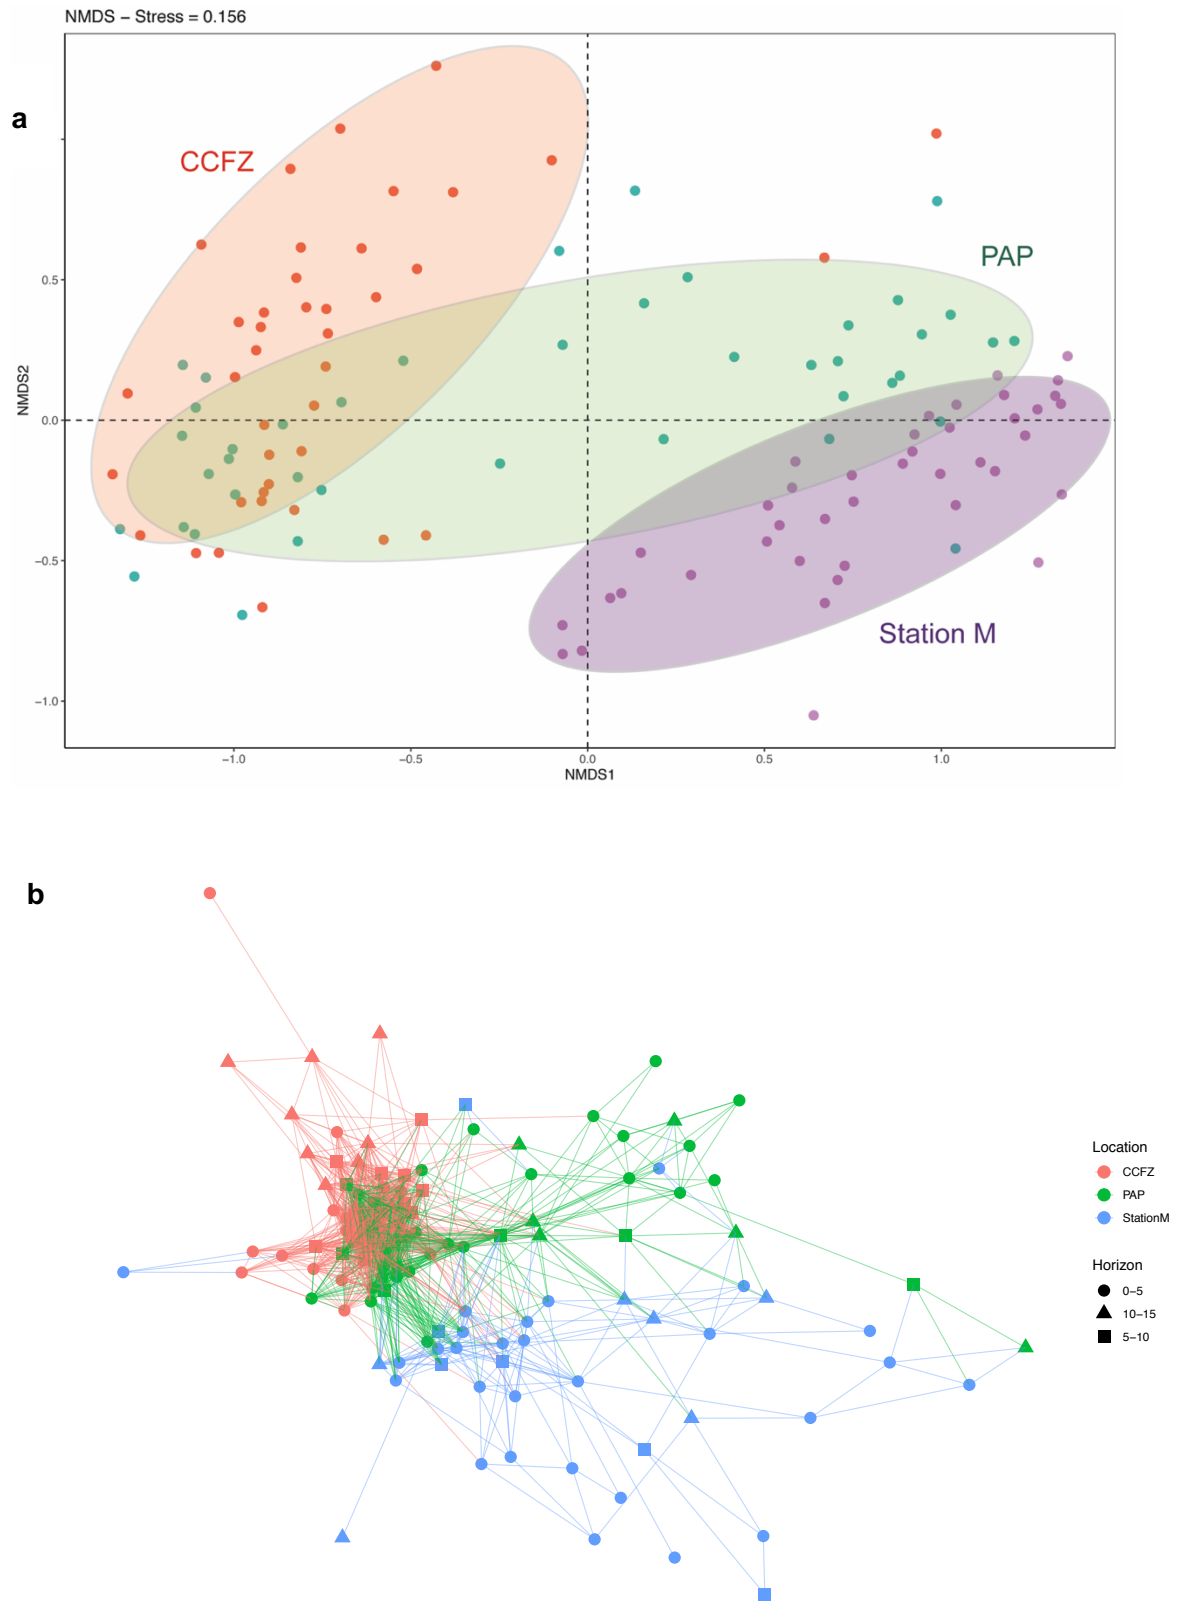 NMDS – Stress = 0.156
a
CCFZ
PAP
Station M
NMDS2
0.5
0.0
−0.5
−1.0
−1.0
−0.5
0.0
0.5
1.0
NMDS1
b
Location
CCFZ
PAP
StationM
Horizon
0−5
10−15
5−10